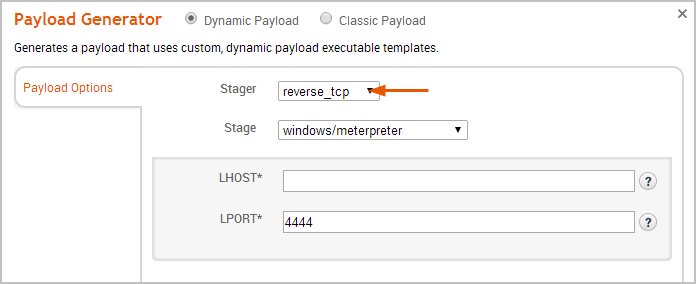 Payload Generator Dynamic Payload Classic Payload
Generates a payload that uses custom, dynamic payload executable templates.
Payload Options
Stager reverse_tcp
Stage windows/meterpreter
LHOST* ?
LPORT* 4444 ?